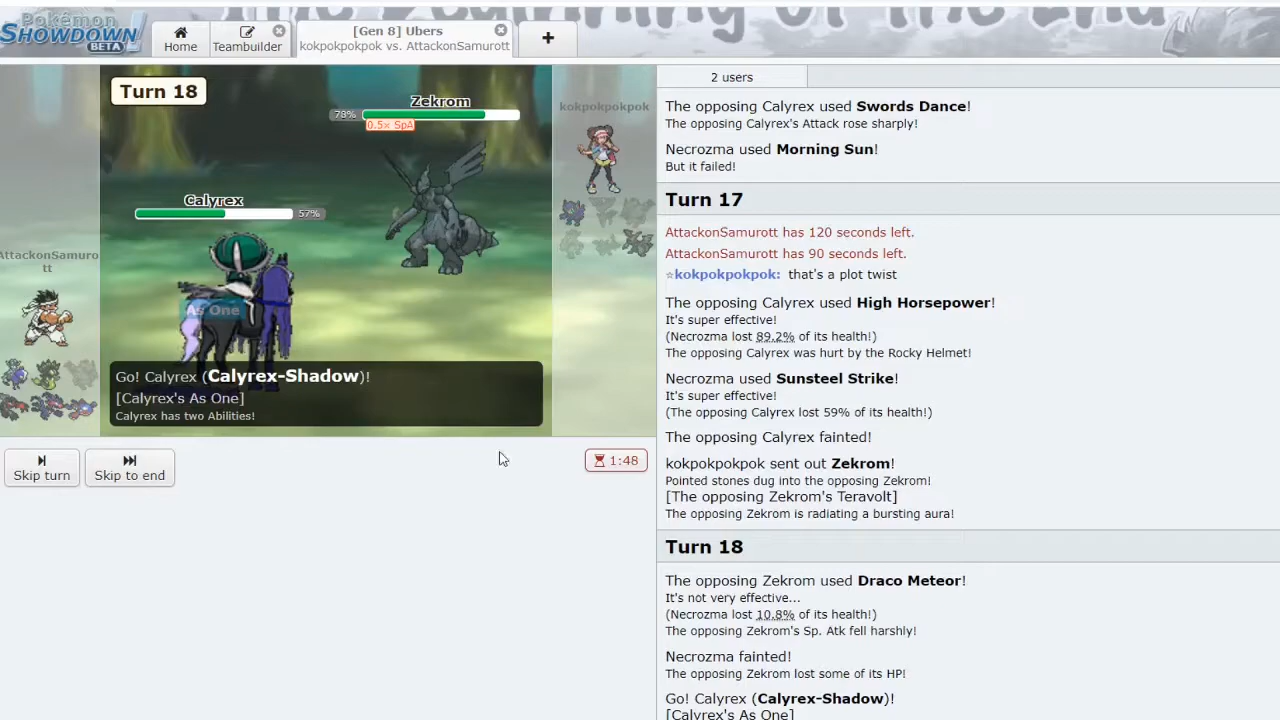 Pokémon
SHOWDOWN
BETA
Home
Teambuilder
[Gen 8] Ubers
kokpokpokpok vs. AttackonSamurott
+
Turn 18
Zekrom
78%
0.5× SpA
Calyrex
57%
As One
Go! Calyrex (Calyrex-Shadow)!
[Calyrex's As One]
Calyrex has two Abilities!
kokpokpokpok
AttackonSamuro
tt
Skip turn
Skip to end
1:48
2 users
The opposing Calyrex used Swords Dance!
The opposing Calyrex's Attack rose sharply!
Necrozma used Morning Sun!
But it failed!
Turn 17
AttackonSamurott has 120 seconds left.
AttackonSamurott has 90 seconds left.
☆kokpokpokpok: that's a plot twist
The opposing Calyrex used High Horsepower!
It's super effective!
(Necrozma lost 89.2% of its health!)
The opposing Calyrex was hurt by the Rocky Helmet!
Necrozma used Sunsteel Strike!
It's super effective!
(The opposing Calyrex lost 59% of its health!)
The opposing Calyrex fainted!
kokpokpokpok sent out Zekrom!
Pointed stones dug into the opposing Zekrom!
[The opposing Zekrom's Teravolt]
The opposing Zekrom is radiating a bursting aura!
Turn 18
The opposing Zekrom used Draco Meteor!
It's not very effective...
(Necrozma lost 10.8% of its health!)
The opposing Zekrom's Sp. Atk fell harshly!
Necrozma fainted!
The opposing Zekrom lost some of its HP!
Go! Calyrex (Calyrex-Shadow)!
[Calyrex's As One]